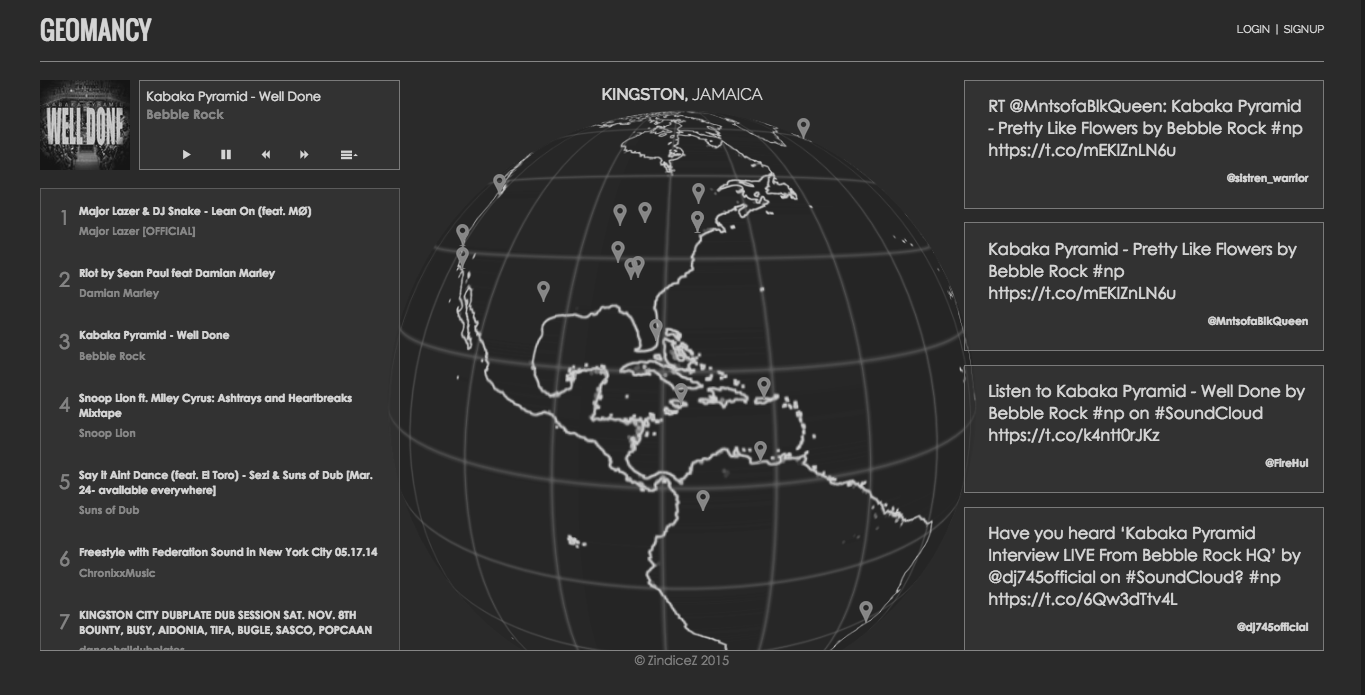 GEOMANCY
LOGIN | SIGNUP
WELL DONE
Kabaka Pyramid - Well Done
Bebble Rock
1
Major Lazer & DJ Snake - Lean On (feat. MØ)
Major Lazer [OFFICIAL]
2
Riot by Sean Paul feat Damian Marley
Damian Marley
3
Kabaka Pyramid - Well Done
Bebble Rock
4
Snoop Lion ft. Miley Cyrus: Ashtrays and Heartbreaks
Mixtape
Snoop Lion
5
Say it Aint Dance (feat. El Toro) - Sezi & Suns of Dub [Mar.
24- available everywhere]
Suns of Dub
6
Freestyle with Federation Sound in New York City 05.17.14
ChronixxMusic
7
KINGSTON CITY DUBPLATE DUB SESSION SAT. NOV. 8TH
BOUNTY, BUSY, AIDONIA, TIFA, BUGLE, SASCO, POPCAAN
KINGSTON, JAMAICA
RT @MntsofaBlkQueen: Kabaka Pyramid
- Pretty Like Flowers by Bebble Rock #np
https://t.co/mEKIZnLN6u
@sistren_warrior
Kabaka Pyramid - Pretty Like Flowers by
Bebble Rock #np
https://t.co/mEKIZnLN6u
@MntsofaBlkQueen
Listen to Kabaka Pyramid - Well Done by
Bebble Rock #np on #SoundCloud
https://t.co/k4ntt0rJKz
@FireHui
Have you heard ‘Kabaka Pyramid
Interview LIVE From Bebble Rock HQ’ by
@dj745official on #SoundCloud? #np
https://t.co/6Qw3dTtv4L
@dj745official
© ZindiceZ 2015